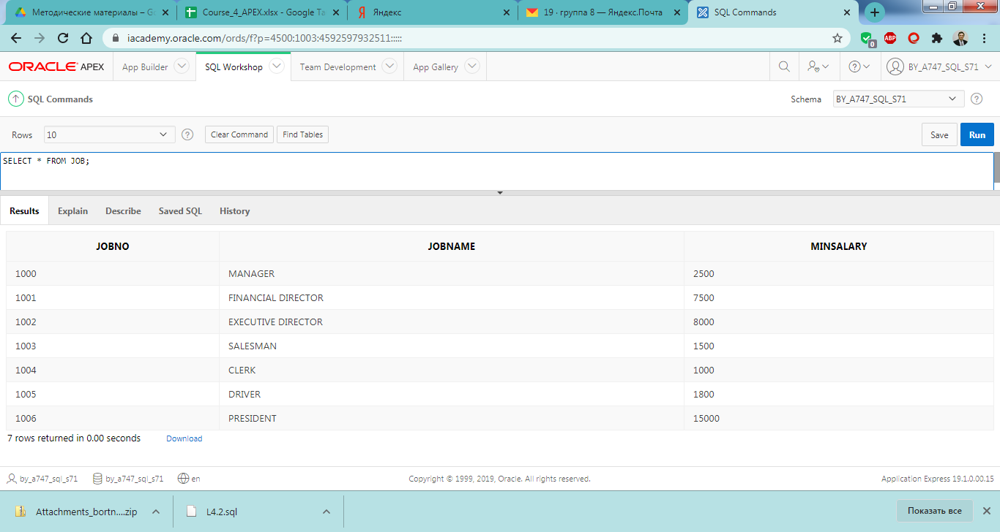 Методические материалы – Go
Course_4_APEX.xlsx - Google Та
Яндекс
19 · группа 8 — Яндекс.Почта
SQL Commands
iacademy.oracle.com/ords/f?p=4500:1003:4592597932511:::::
0
ABP
ORACLE APEX
App Builder
SQL Workshop
Team Development
App Gallery
BY_A747_SQL_S71
SQL Commands
Schema
BY_A747_SQL_S71
Rows
10
Clear Command
Find Tables
Save
Run
SELECT * FROM JOB;
Results
Explain
Describe
Saved SQL
History
JOBNO JOBNAME MINSALARY
1000 MANAGER 2500
1001 FINANCIAL DIRECTOR 7500
1002 EXECUTIVE DIRECTOR 8000
1003 SALESMAN 1500
1004 CLERK 1000
1005 DRIVER 1800
1006 PRESIDENT 15000
7 rows returned in 0.00 seconds
Download
by_a747_sql_s71
by_a747_sql_s71
en
Copyright © 1999, 2019, Oracle. All rights reserved.
Application Express 19.1.0.00.15
Attachments_bortn....zip
L4.2.sql
Показать все